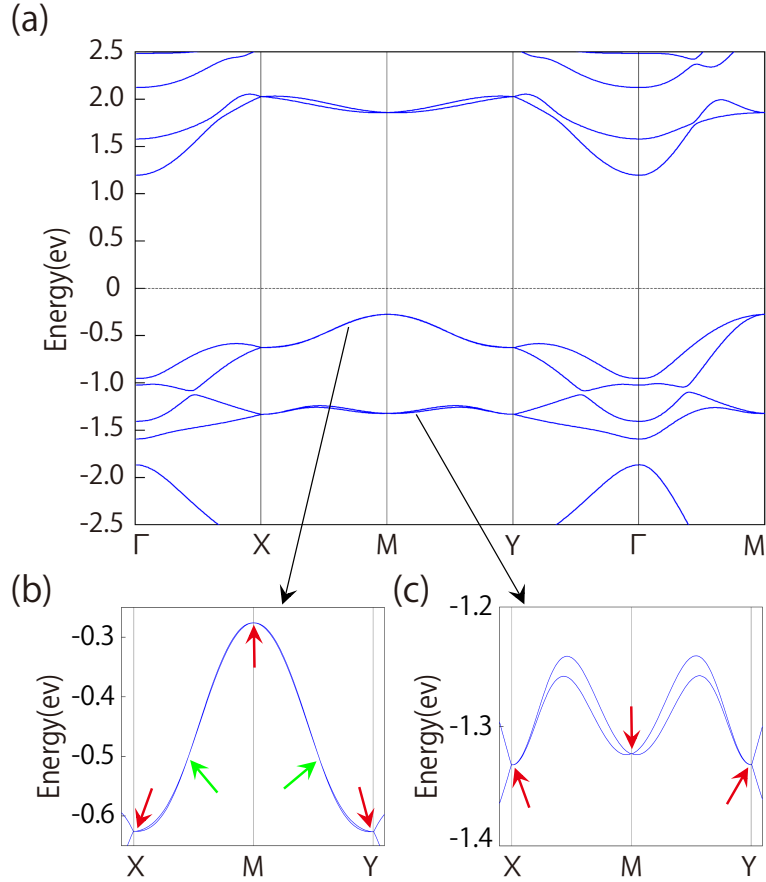 (a)
Energy(ev)
2.5
2.0
1.5
1.0
0.5
0
-0.5
-1.0
-1.5
-2.0
-2.5
Γ X M Y Γ M
(b)
Energy(ev)
-0.3
-0.4
-0.5
-0.6
X M Y
(c)
Energy(ev)
-1.2
-1.3
-1.4
X M Y